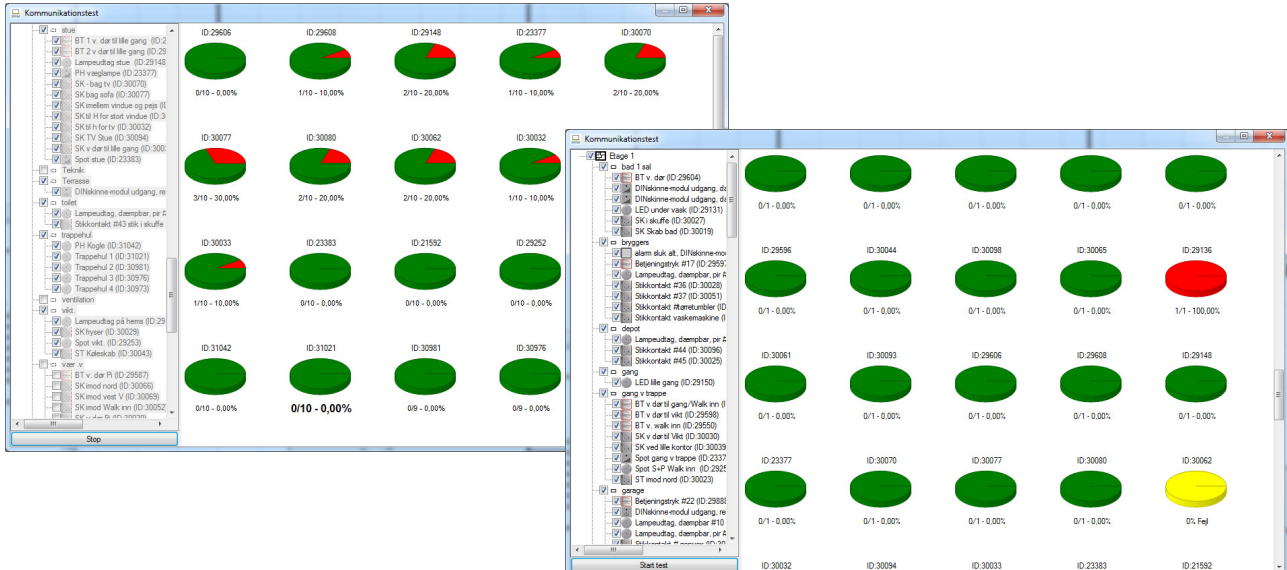 Kommunikationstest
stue
BT 1 v. dør til lille gang (ID:2
BT 2 v dør til lille gang (ID:29
Lampeudtag stue (ID:29148
PH væglampe (ID:23377)
SK - bag tv (ID:30070)
SK bag sofa (ID:30077)
SK imellem vindue og pejs (I
SK til H for stort vindue (ID:3
SK til h for tv (ID:30032)
SK TV Stue (ID:30094)
SK v dør til lille gang (ID:300
Spot stue (ID:23383)
Teknik
Terrasse
DINskinne-modul udgang, re
toilet
Lampeudtag, dæmpbar, pir #
Stikkontakt #43 stik i skuffe
trappehul
PH Kogle (ID:31042)
Trappehul 1 (ID:31021)
Trappehul 2 (ID:30981)
Trappehul 3 (ID:30976)
Trappehul 4 (ID:30973)
ventilation
vikt.
Lampeudtag på hems (ID:29
SK fryser (ID:30029)
Spot vikt. (ID:29253)
ST Køleskab (ID:30043)
vær .v
BT v. dør Pi (ID:29587)
SK imod nord (ID:30066)
SK imod vest V (ID:30069)
SK imod Walk inn (ID:30052
Stop
ID:29606 ID:29608 ID:29148 ID:23377 ID:30070
0/10 - 0,00% 1/10 - 10,00% 2/10 - 20,00% 1/10 - 10,00% 2/10 - 20,00%
ID:30077 ID:30080 ID:30062 ID:30032
3/10 - 30,00% 2/10 - 20,00% 2/10 - 20,00% 1/10 - 10,00%
ID:30033 ID:23383 ID:21592 ID:29252
1/10 - 10,00% 0/10 - 0,00% 0/10 - 0,00% 0/10 - 0,00%
ID:31042 ID:31021 ID:30981 ID:30976
0/10 - 0,00% 0/10 - 0,00% 0/9 - 0,00% 0/9 - 0,00%
Kommunikationstest
Etage 1
bad 1 sal
BT v. dør (ID:29604)
DINskinne-modul udgang, dæ
DINskinne-modul udgang, dæ
LED under vask (ID:29131)
SK i skuffe (ID:30027)
SK Skab bad (ID:30019)
bryggers
alarm sluk alt, DINskinne-mo
Betjeningstryk #17 (ID:29597
Lampeudtag, dæmpbar, pir #
Stikkontakt #36 (ID:30028)
Stikkontakt #37 (ID:30051)
Stikkontakt #tørretumbler (ID
Stikkontakt vaskemaskine (I
depot
Lampeudtag, dæmpbar, pir #
Stikkontakt #44 (ID:30096)
Stikkontakt #45 (ID:30025)
gang
LED lille gang (ID:29150)
gang v trappe
BT v dør til gang/Walk inn (I
BT v dør til vikt (ID:29598)
BT v. walk inn (ID:29550)
SK v dør til Vikt (ID:30030)
SK ved lille kontor (ID:30039
Spot gang v trappe (ID:2337
Spot S+P Walk inn (ID:2925
ST imod nord (ID:30023)
garage
Betjeningstryk #22 (ID:29888
DINskinne-modul udgang, re
Lampeudtag, dæmpbar #10
Lampeudtag, dæmpbar, pir #
Start test
0/1 - 0,00% 0/1 - 0,00% 0/1 - 0,00% 0/1 - 0,00% 0/1 - 0,00%
ID:29596 ID:30044 ID:30098 ID:30065 ID:29136
0/1 - 0,00% 0/1 - 0,00% 0/1 - 0,00% 0/1 - 0,00% 1/1 - 100,00%
ID:30061 ID:30093 ID:29606 ID:29608 ID:29148
0/1 - 0,00% 0/1 - 0,00% 0/1 - 0,00% 0/1 - 0,00% 0/1 - 0,00%
ID:23377 ID:30070 ID:30077 ID:30080 ID:30062
0/1 - 0,00% 0/1 - 0,00% 0/1 - 0,00% 0/1 - 0,00% 0% Fejl
ID:30032 ID:30094 ID:30033 ID:23383 ID:21592